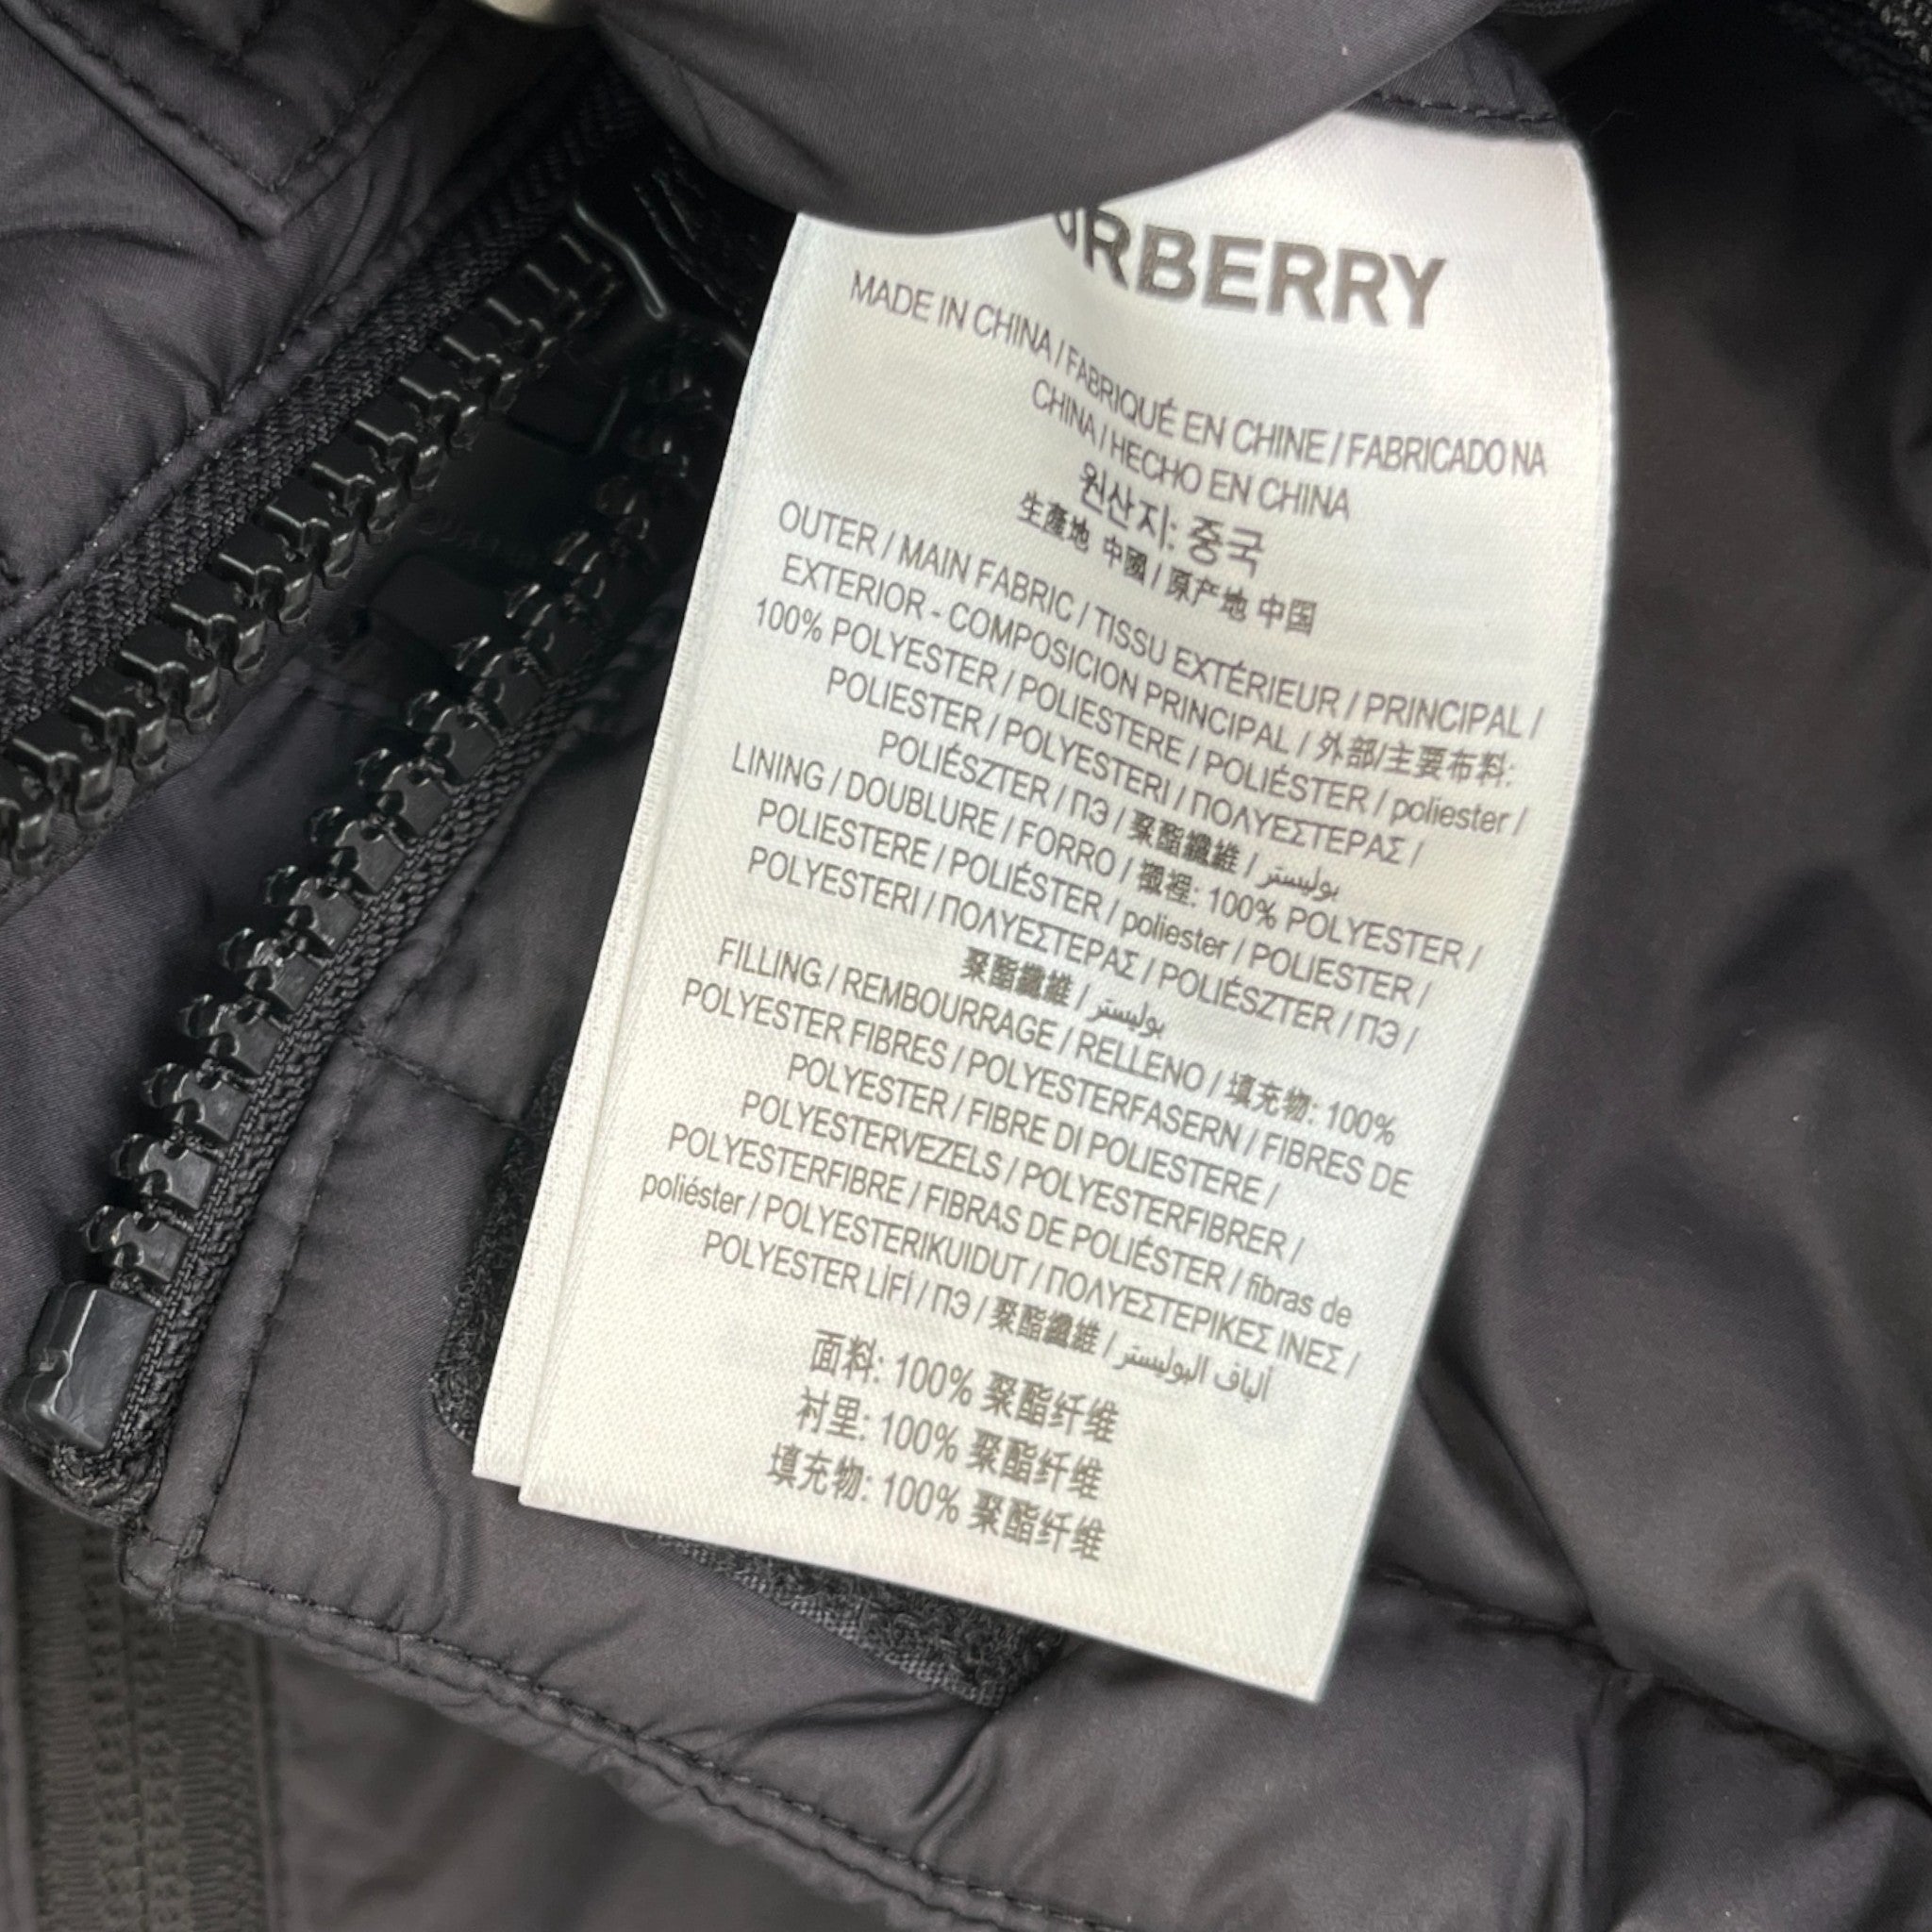 URBERRY
MADE IN CHINA / FABRIQUÉ EN CHINE / FABRICADO NA
CHINA / HECHO EN CHINA
원산지: 중국
生產地 中國 / 原产地 中国
OUTER / MAIN FABRIC / TISSU EXTÉRIEUR / PRINCIPAL /
EXTERIOR - COMPOSICION PRINCIPAL / 外部/主要布料:
100% POLYESTER / POLIESTERE / POLIÉSTER / poliester /
POLIESTER / POLYESTERI / ΠΟΛΥΕΣΤΕΡΑΣ /
POLIÉSZTER / ПЭ / 聚酯纖維 / بوليستر
LINING / DOUBLURE / FORRO / 襯裡: 100% POLYESTER /
POLIESTERE / POLIÉSTER / poliester / POLIESTER /
POLYESTERI / ΠΟΛΥΕΣΤΕΡΑΣ / POLIÉSZTER / ПЭ /
聚酯纖維 / بوليستر
FILLING / REMBOURRAGE / RELLENO / 填充物: 100%
POLYESTER FIBRES / POLYESTERFASERN / FIBRES DE
POLYESTER / FIBRE DI POLIESTERE /
POLYESTERVEZELS / POLYESTERFIBRER /
POLYESTERFIBRE / FIBRAS DE POLIÉSTER / fibras de
poliéster / POLYESTERIKUIDUT / ΠΟΛΥΕΣΤΕΡΙΚΕΣ ΙΝΕΣ /
POLYESTER LİFİ / ПЭ / 聚酯纖維 / ألياف البوليستر
面料: 100% 聚酯纤维
衬里: 100% 聚酯纤维
填充物: 100% 聚酯纤维